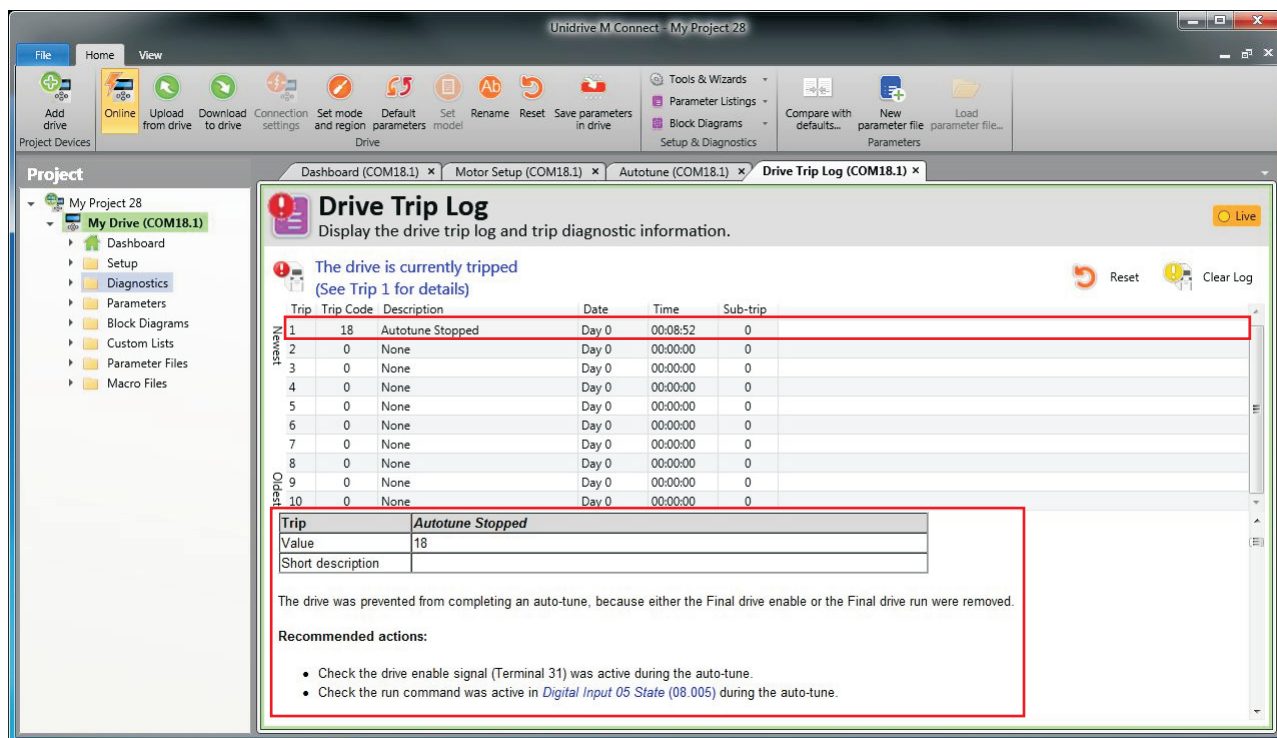 Unidrive M Connect - My Project 28
File Home View
Add drive
Online
Upload from drive
Download to drive
Connection settings
Set mode and region
Default parameters
Set model
Ab
Rename
Reset
Save parameters in drive
Tools & Wizards
Parameter Listings
Block Diagrams
Compare with defaults...
New parameter file
Load parameter file...
Project Devices Drive Setup & Diagnostics Parameters
Project
My Project 28
My Drive (COM18.1)
Dashboard
Setup
Diagnostics
Parameters
Block Diagrams
Custom Lists
Parameter Files
Macro Files
Dashboard (COM18.1) × Motor Setup (COM18.1) × Autotune (COM18.1) × Drive Trip Log (COM18.1) ×
Drive Trip Log
Display the drive trip log and trip diagnostic information.
Live
The drive is currently tripped
(See Trip 1 for details)
Reset Clear Log
Trip Trip Code Description Date Time Sub-trip
Newest
1 18 Autotune Stopped Day 0 00:08:52 0
2 0 None Day 0 00:00:00 0
3 0 None Day 0 00:00:00 0
4 0 None Day 0 00:00:00 0
5 0 None Day 0 00:00:00 0
6 0 None Day 0 00:00:00 0
7 0 None Day 0 00:00:00 0
8 0 None Day 0 00:00:00 0
Oldest
9 0 None Day 0 00:00:00 0
10 0 None Day 0 00:00:00 0
Trip Autotune Stopped
Value 18
Short description
The drive was prevented from completing an auto-tune, because either the Final drive enable or the Final drive run were removed.
Recommended actions:
• Check the drive enable signal (Terminal 31) was active during the auto-tune.
• Check the run command was active in Digital Input 05 State (08.005) during the auto-tune.